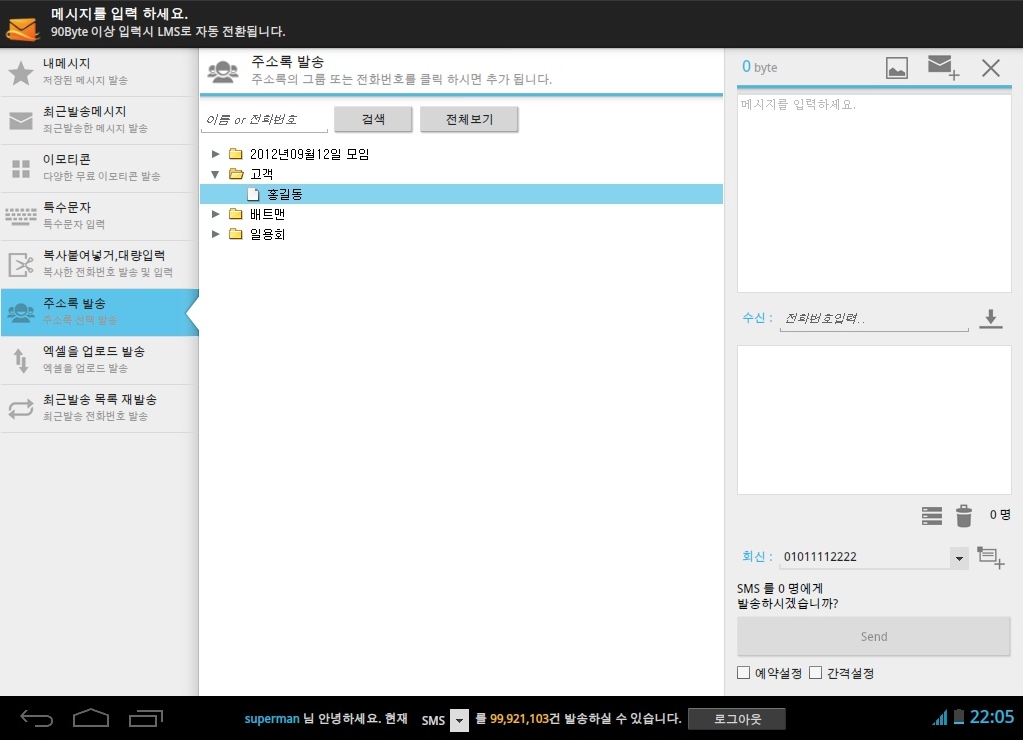 메시지를 입력 하세요.
90Byte 이상 입력시 LMS로 자동 전환됩니다.
내메시지
저장된 메시지 발송
최근발송메시지
최근발송한 메시지 발송
이모티콘
다양한 무료 이모티콘 발송
특수문자
특수문자 입력
복사붙여넣거,대량입력
복사한 전화번호 발송 및 입력
주소록 발송
주소록 선택 발송
엑셀을 업로드 발송
엑셀을 업로드 발송
최근발송 목록 재발송
최근발송 전화번호 발송
주소록 발송
주소록의 그룹 또는 전화번호를 클릭 하시면 추가 됩니다.
이름 or 전화번호
검색
전체보기
2012년09월12일 모임
고객
홍길동
배트맨
일용회
0 byte
메시지를 입력하세요.
수신 :
전화번호입력..
0 명
회신 :
01011112222
SMS 를 0 명에게
발송하시겠습니까?
Send
예약설정
간격설정
superman 님 안녕하세요. 현재 SMS 를 99,921,103건 발송하실 수 있습니다.
로그아웃
22:05